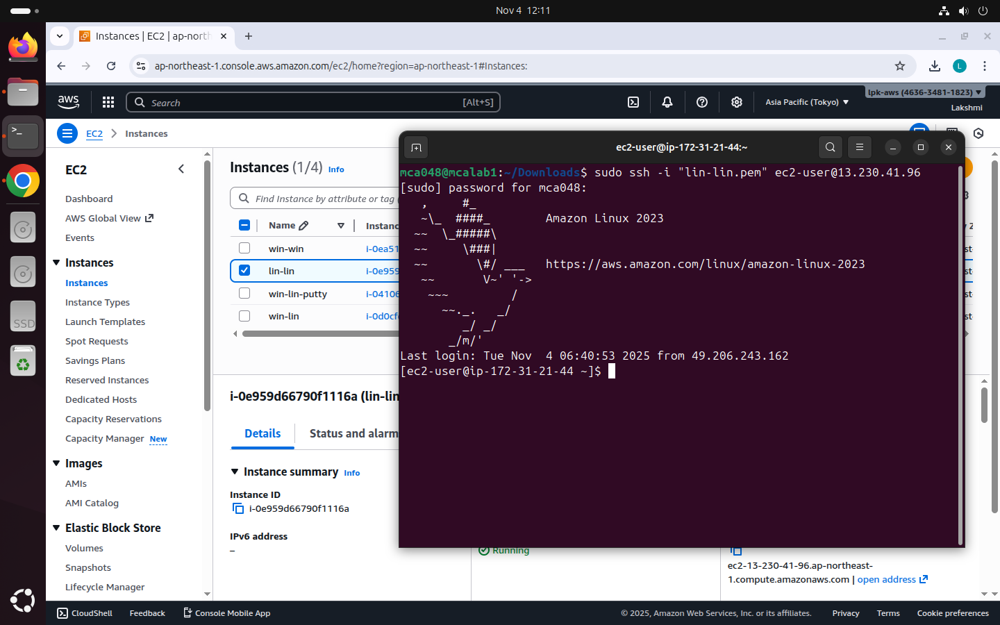 Nov 4 12:11
Instances | EC2 | ap-north
ap-northeast-1.console.aws.amazon.com/ec2/home?region=ap-northeast-1#Instances:
L
aws
Search
[Alt+S]
Asia Pacific (Tokyo)
lpk-aws (4636-3481-1823)
Lakshmi
EC2
Instances
EC2
Dashboard
AWS Global View
Events
Instances
Instances
Instance Types
Launch Templates
Spot Requests
Savings Plans
Reserved Instances
Dedicated Hosts
Capacity Reservations
Capacity Manager New
Images
AMIs
AMI Catalog
Elastic Block Store
Volumes
Snapshots
Lifecycle Manager
SSD
Instances (1/4) Info
Find Instance by attribute or tag (
Name
Instanc
win-win
i-0ea51
lin-lin
i-0e959
win-lin-putty
i-04106
win-lin
i-0d0cf
i-0e959d66790f1116a (lin-lin
Details
Status and alarm
Instance summary Info
Instance ID
i-0e959d66790f1116a
IPv6 address
–
Running
ec2-13-230-41-96.ap-northeast-
1.compute.amazonaws.com | open address
ec2-user@ip-172-31-21-44:~
mca048@mcalab1:~/Downloads$ sudo ssh -i "lin-lin.pem" ec2-user@13.230.41.96
[sudo] password for mca048:
   ,     #_
   ~\_  ####_        Amazon Linux 2023
  ~~  \_#####\
  ~~     \###|
  ~~       \#/ ___   https://aws.amazon.com/linux/amazon-linux-2023
   ~~       V~' '->
    ~~~         /
      ~~._.   _/
         _/ _/
       _/m/'
Last login: Tue Nov  4 06:40:53 2025 from 49.206.243.162
[ec2-user@ip-172-31-21-44 ~]$
CloudShell
Feedback
Console Mobile App
© 2025, Amazon Web Services, Inc. or its affiliates.
Privacy
Terms
Cookie preferences